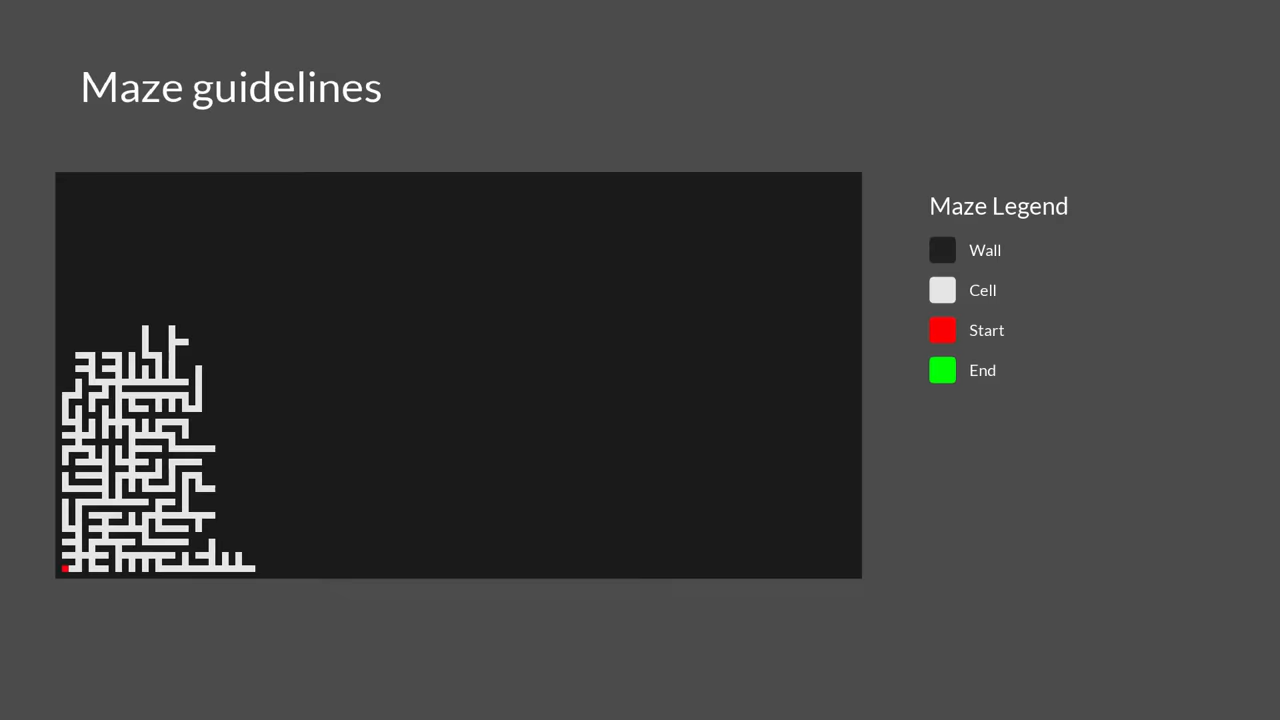 Maze guidelines
Maze Legend
Wall
Cell
Start
End